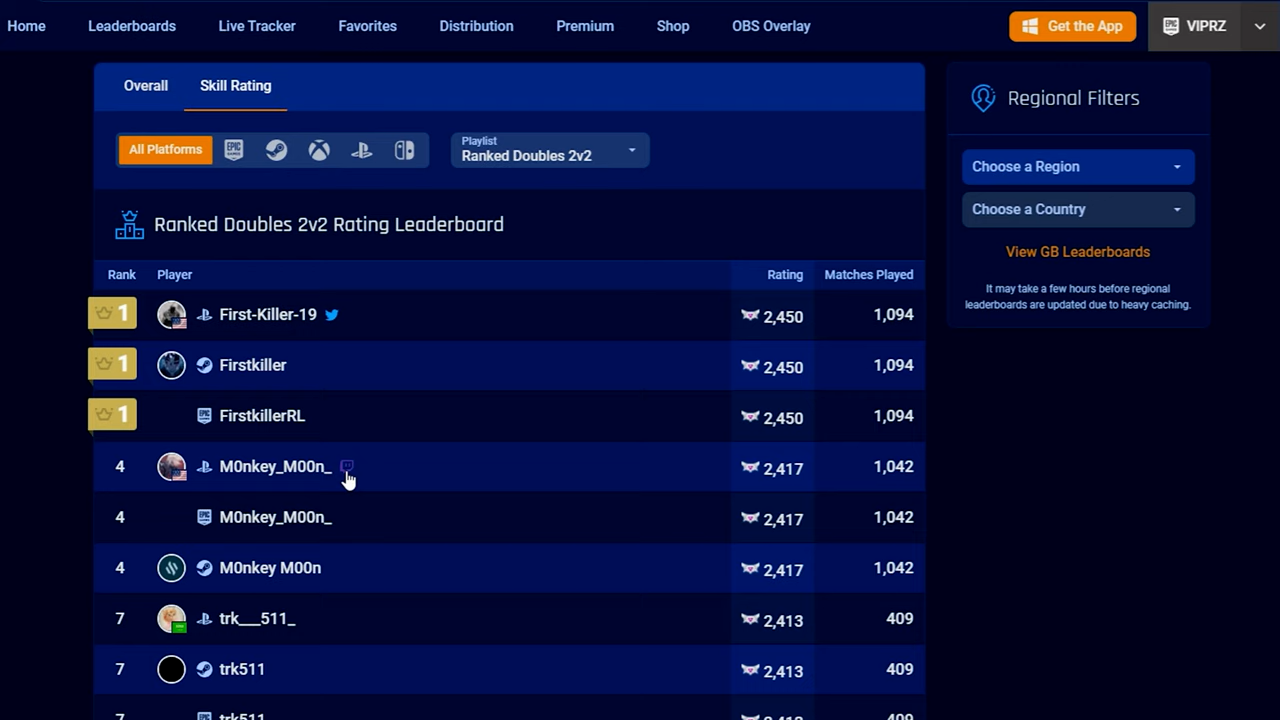 Home Leaderboards Live Tracker Favorites Distribution Premium Shop OBS Overlay Get the App VIPRZ
Overall Skill Rating
Regional Filters
All Platforms
Playlist
Ranked Doubles 2v2
Choose a Region
Choose a Country
View GB Leaderboards
It may take a few hours before regional
leaderboards are updated due to heavy caching.
Ranked Doubles 2v2 Rating Leaderboard
Rank Player Rating Matches Played
1 First-Killer-19 2,450 1,094
1 Firstkiller 2,450 1,094
1 FirstkillerRL 2,450 1,094
4 M0nkey_M00n_ 2,417 1,042
4 M0nkey_M00n_ 2,417 1,042
4 M0nkey M00n 2,417 1,042
7 trk___511_ 2,413 409
7 trk511 2,413 409
7 trk511 2,413 409